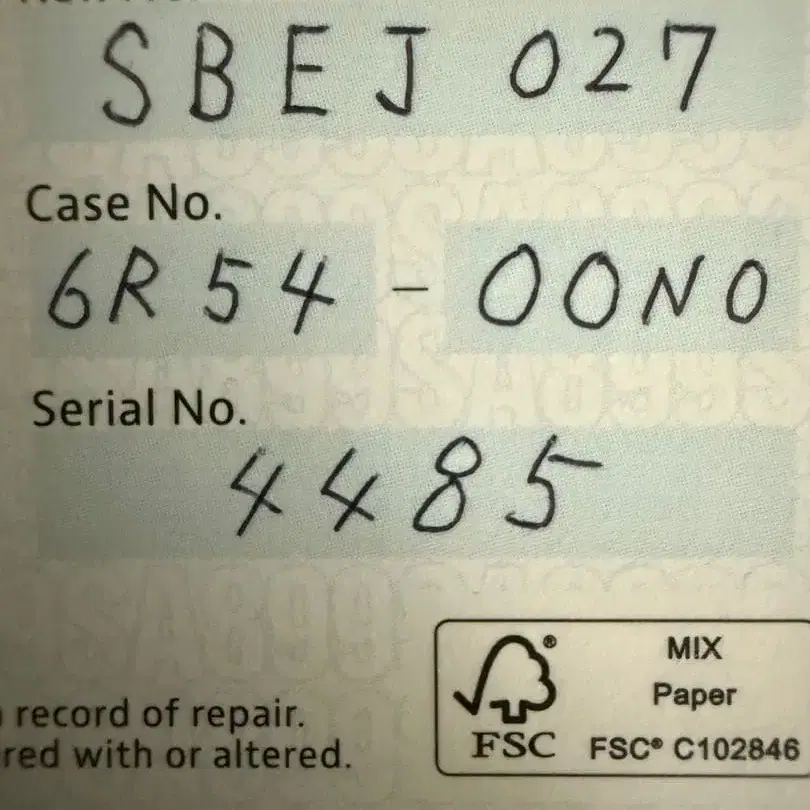 SBEJ 027
Case No.
6R54 - 00N0
Serial No.
4485
record of repair.
red with or altered.
MIX
Paper
FSC® C102846
®
FSC